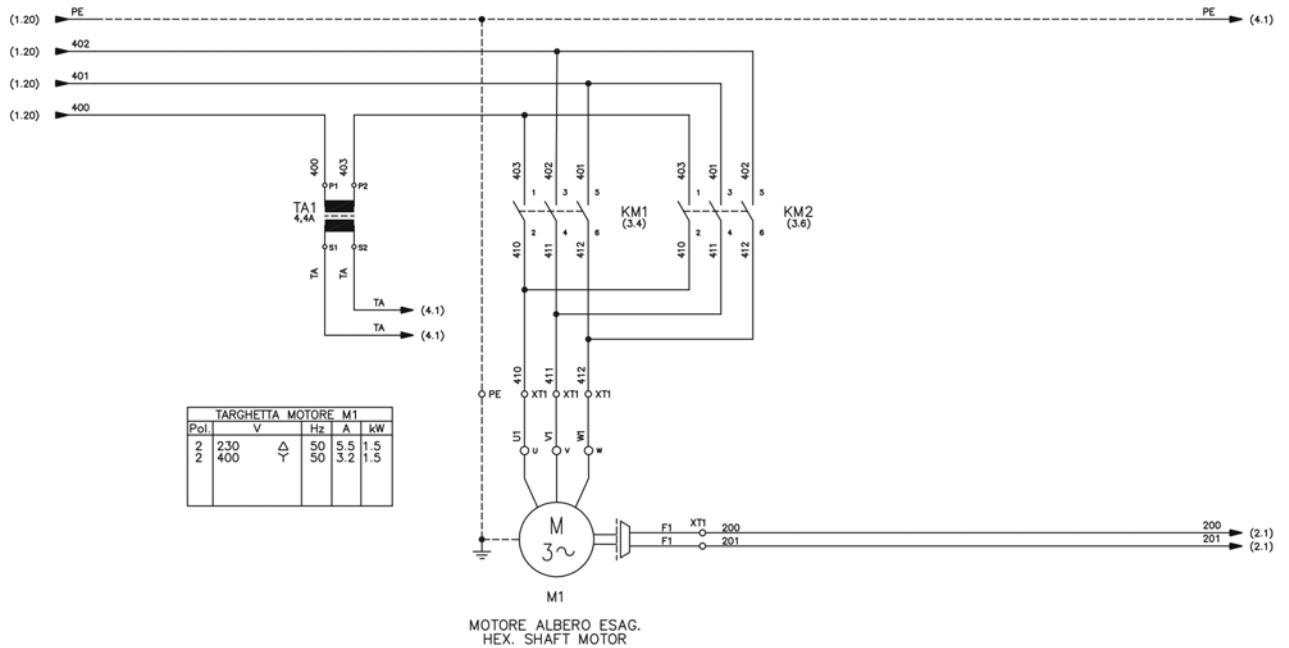 (1.20) PE PE (4.1)
(1.20) 402
(1.20) 401
(1.20) 400
400 403 403 402 401 403 401 402
P1 P2 1 3 5 1 3 5
TA1 KM1 KM2
4,4A (3.4) (3.6)
2 4 6 2 4 6
S1 S2 410 411 412 410 411 412
TA TA
TA (4.1)
TA (4.1)
410 411 412
PE XT1 XT1 XT1
TARGHETTA MOTORE M1
Pol. V Hz A kW
2 230 Δ 50 5.5 1.5
2 400 Y 50 3.2 1.5
U1 V1 W1
U V W
M
3~
F1 XT1 200 200 (2.1)
F1 201 201 (2.1)
M1
MOTORE ALBERO ESAG.
HEX. SHAFT MOTOR